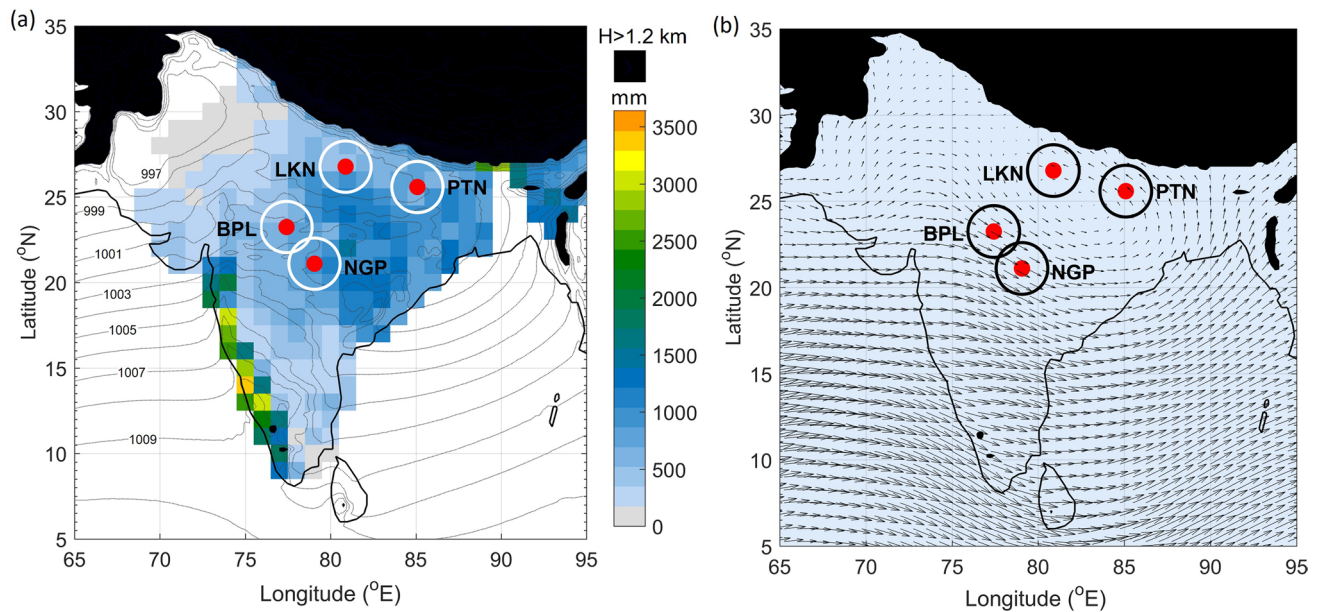 (a)
35
30
25
20
15
10
5
65
70
75
80
85
90
95
Latitude (°N)
Longitude (°E)
997
999
1001
1003
1005
1007
1009
LKN
PTN
BPL
NGP
H>1.2 km
mm
3500
3000
2500
2000
1500
1000
500
0
(b)
35
30
25
20
15
10
5
65
70
75
80
85
90
95
Latitude (°N)
Longitude (°E)
LKN
PTN
BPL
NGP